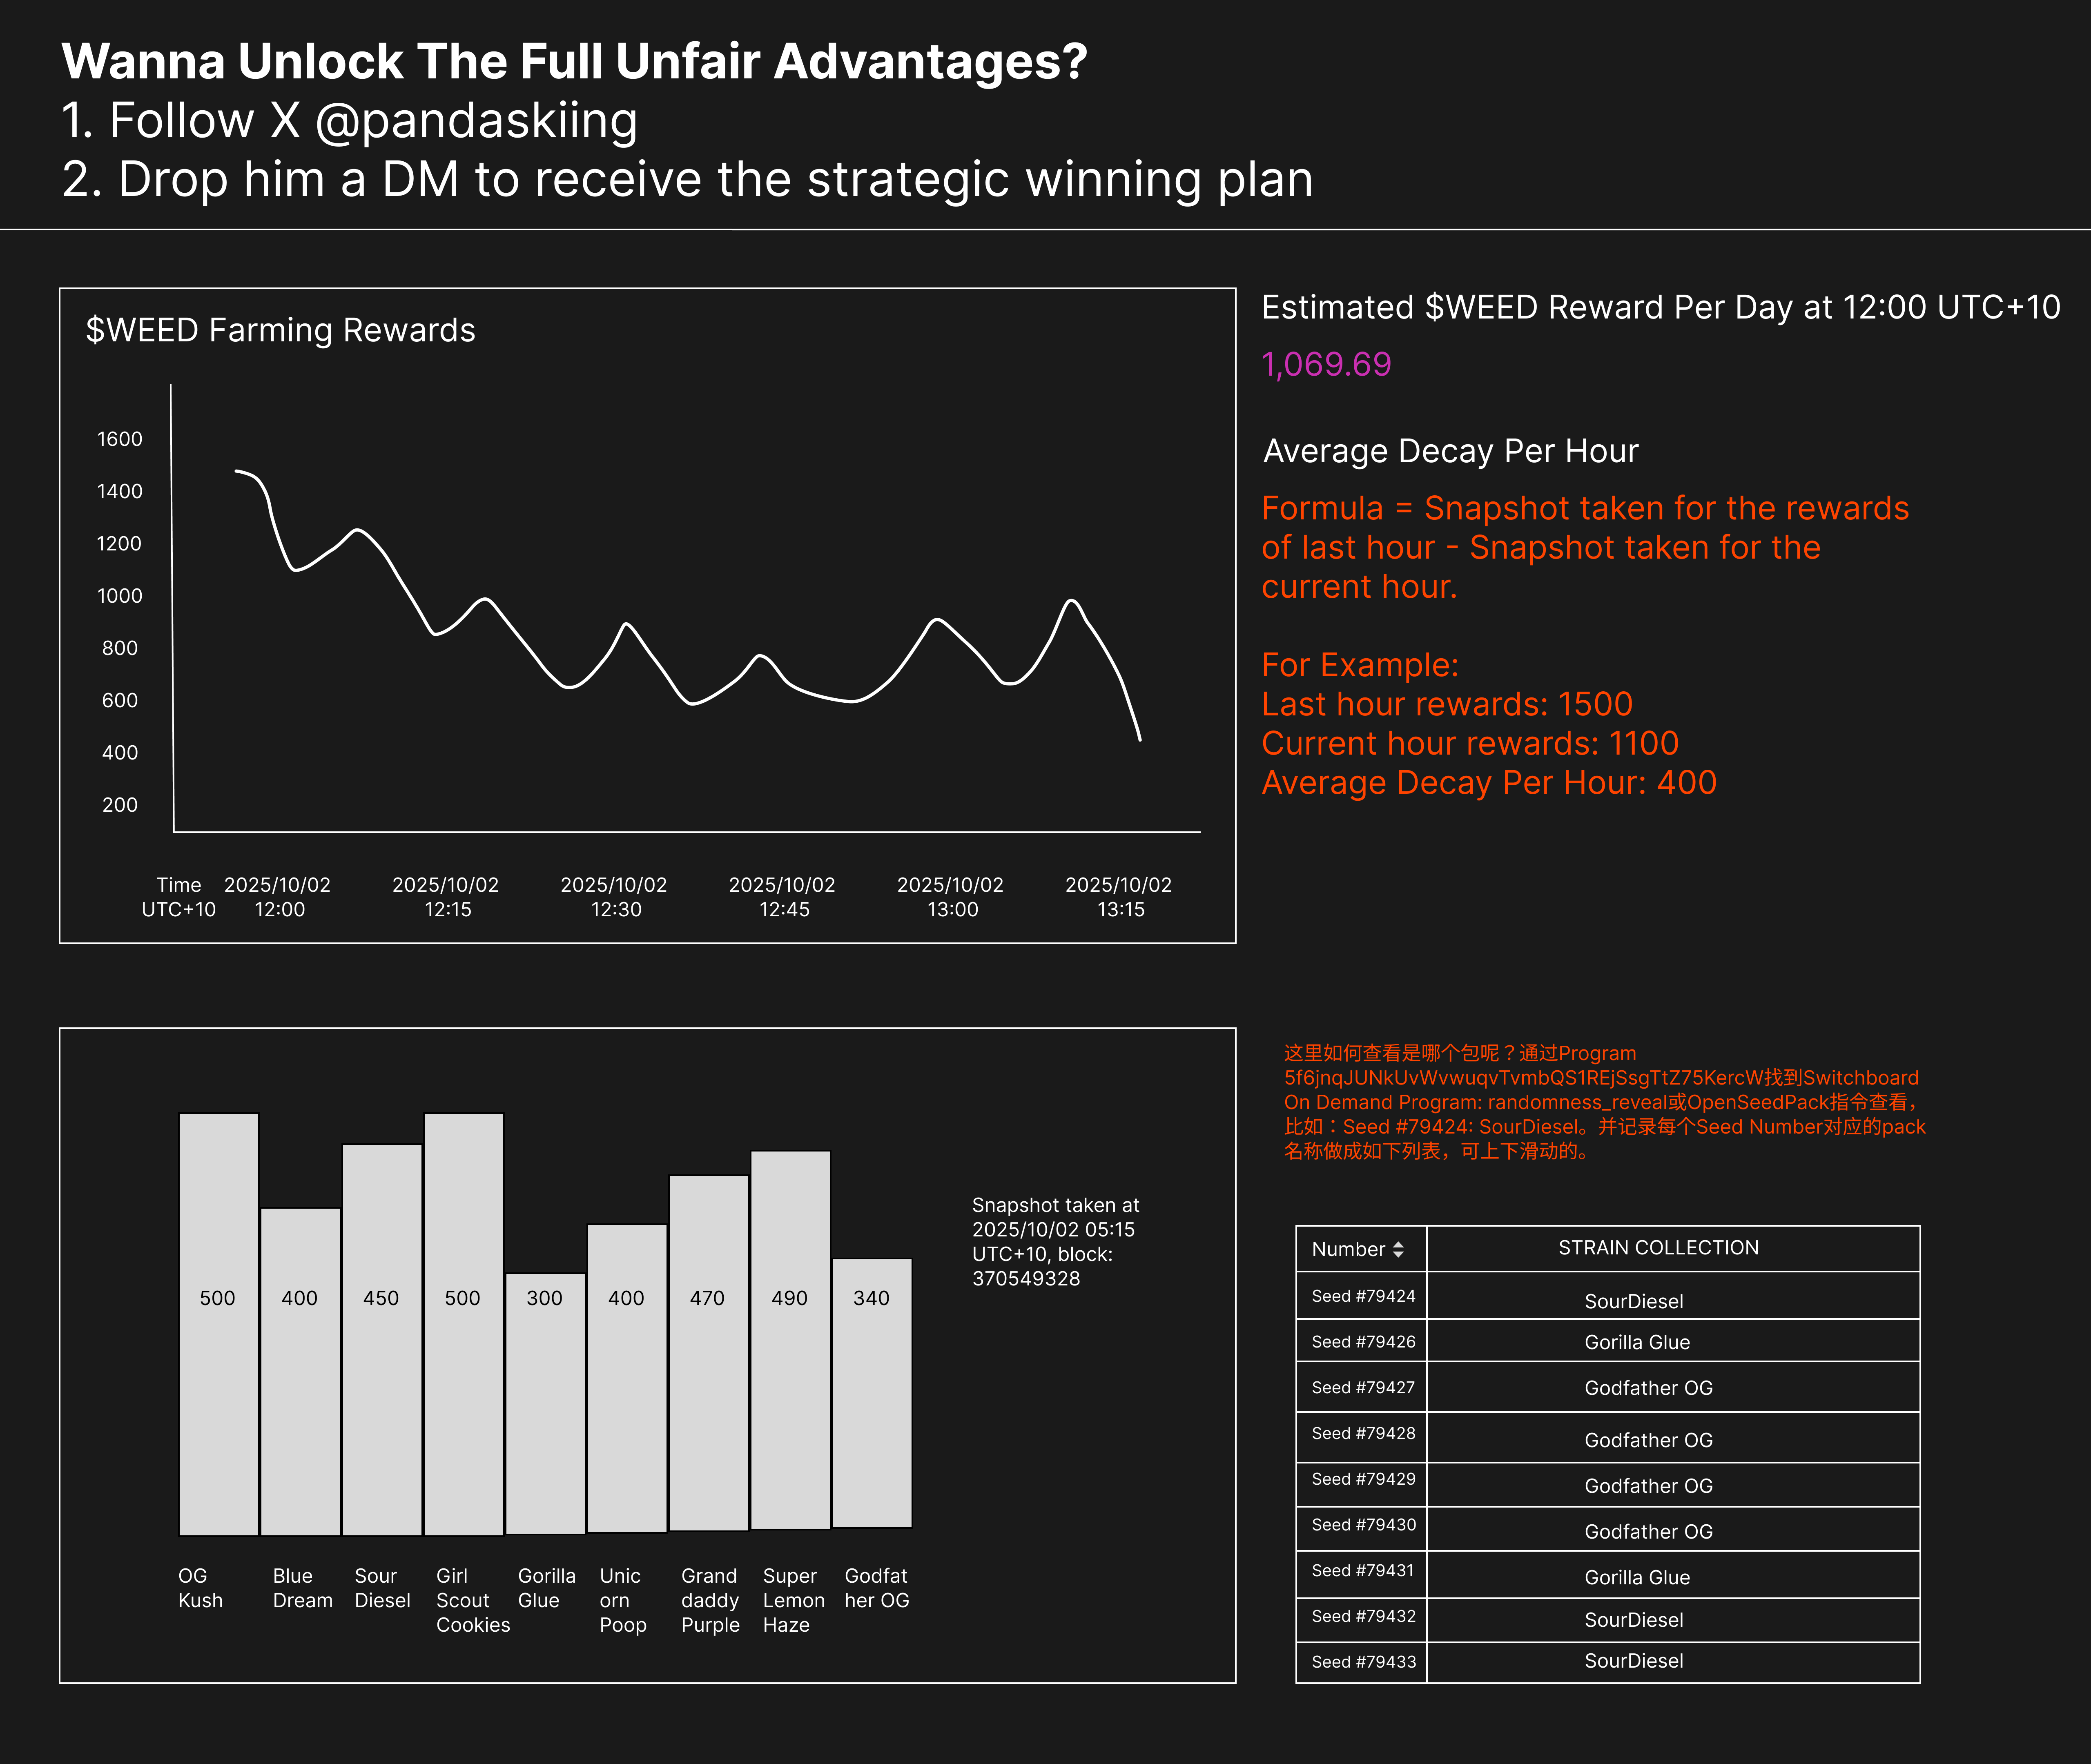 Wanna Unlock The Full Unfair Advantages?
1. Follow X @pandaskiing
2. Drop him a DM to receive the strategic winning plan
$WEED Farming Rewards
1600
1400
1200
1000
800
600
400
200
Time
UTC+10
2025/10/02
12:00
2025/10/02
12:15
2025/10/02
12:30
2025/10/02
12:45
2025/10/02
13:00
2025/10/02
13:15
Estimated $WEED Reward Per Day at 12:00 UTC+10
1,069.69
Average Decay Per Hour
Formula = Snapshot taken for the rewards
of last hour - Snapshot taken for the
current hour.
For Example:
Last hour rewards: 1500
Current hour rewards: 1100
Average Decay Per Hour: 400
500
400
450
500
300
400
470
490
340
OG
Kush
Blue
Dream
Sour
Diesel
Girl
Scout
Cookies
Gorilla
Glue
Unic
orn
Poop
Grand
daddy
Purple
Super
Lemon
Haze
Godfat
her OG
Snapshot taken at
2025/10/02 05:15
UTC+10, block:
370549328
这里如何查看是哪个包呢？通过Program
5f6jnqJUNkUvWvwuqvTvmbQS1REjSsgTtZ75KercW找到Switchboard
On Demand Program: randomness_reveal或OpenSeedPack指令查看，
比如：Seed #79424: SourDiesel。并记录每个Seed Number对应的pack
名称做成如下列表，可上下滑动的。
Number STRAIN COLLECTION
Seed #79424 SourDiesel
Seed #79426 Gorilla Glue
Seed #79427 Godfather OG
Seed #79428 Godfather OG
Seed #79429 Godfather OG
Seed #79430 Godfather OG
Seed #79431 Gorilla Glue
Seed #79432 SourDiesel
Seed #79433 SourDiesel